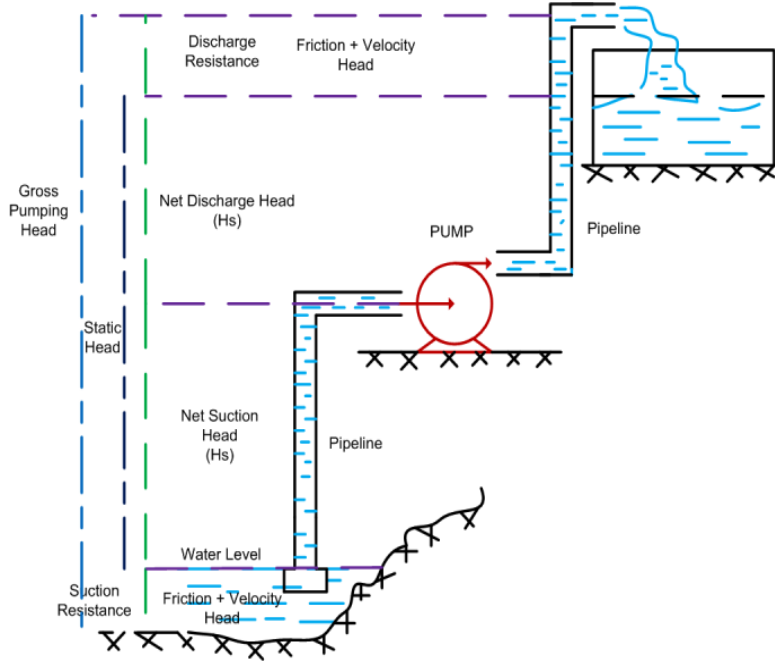 Discharge
Resistance
Friction + Velocity
Head
Gross
Pumping
Head
Net Discharge Head
(Hs)
PUMP
Pipeline
Static
Head
Net Suction
Head
(Hs)
Pipeline
Water Level
Suction
Resistance
Friction + Velocity
Head